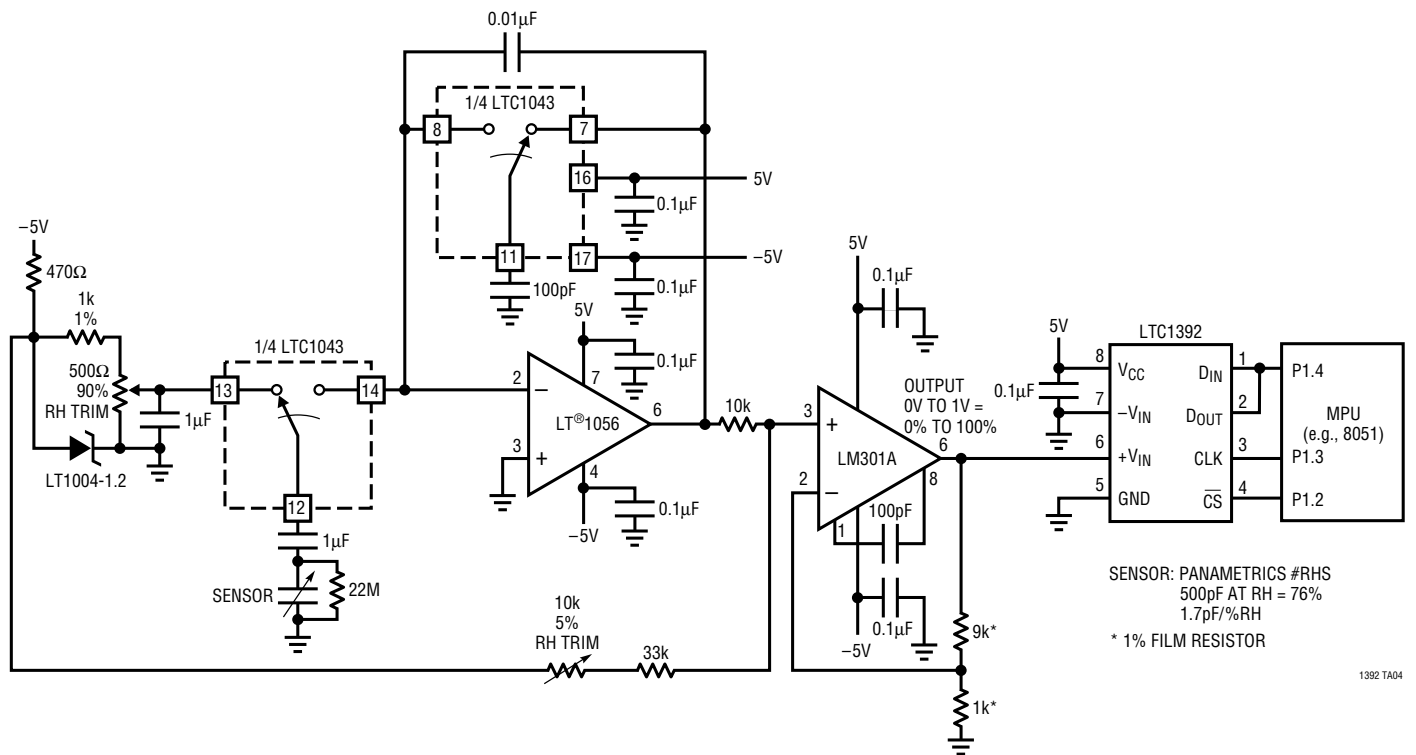 0.01µF
1/4 LTC1043
8
7
16
5V
0.1µF
11
17
–5V
100pF
0.1µF
–5V
470Ω
1k
1%
500Ω
90%
RH TRIM
1µF
LT1004-1.2
1/4 LTC1043
13
14
12
1µF
SENSOR
22M
5V
0.1µF
2
–
7
LT®1056
6
3
+
4
0.1µF
–5V
10k
10k
5%
RH TRIM
33k
5V
0.1µF
OUTPUT
0V TO 1V =
0% TO 100%
3
+
LM301A
6
2
–
8
1
100pF
0.1µF
–5V
9k*
1k*
LTC1392
5V
0.1µF
8
VCC
DIN
1
P1.4
7
–VIN
DOUT
2
MPU
(e.g., 8051)
6
+VIN
CLK
3
P1.3
5
GND
CS
4
P1.2
SENSOR: PANAMETRICS #RHS
500pF AT RH = 76%
1.7pF/%RH
* 1% FILM RESISTOR
1392 TA04